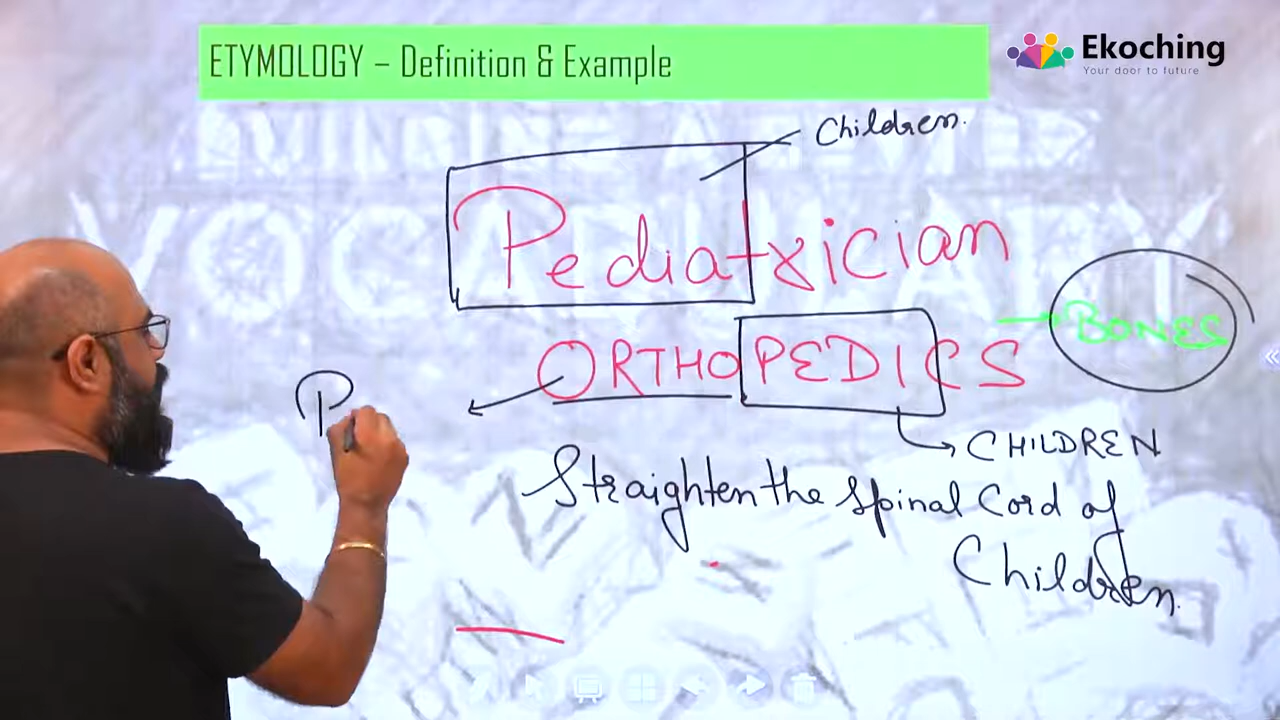 ETYMOLOGY – Definition & Example
Ekoching
Your door to future
Children.
Pediatrician
ORTHOPEDICS
BONES
P
CHILDREN
Straighten the Spinal Cord of
Children.
VOCABULARY